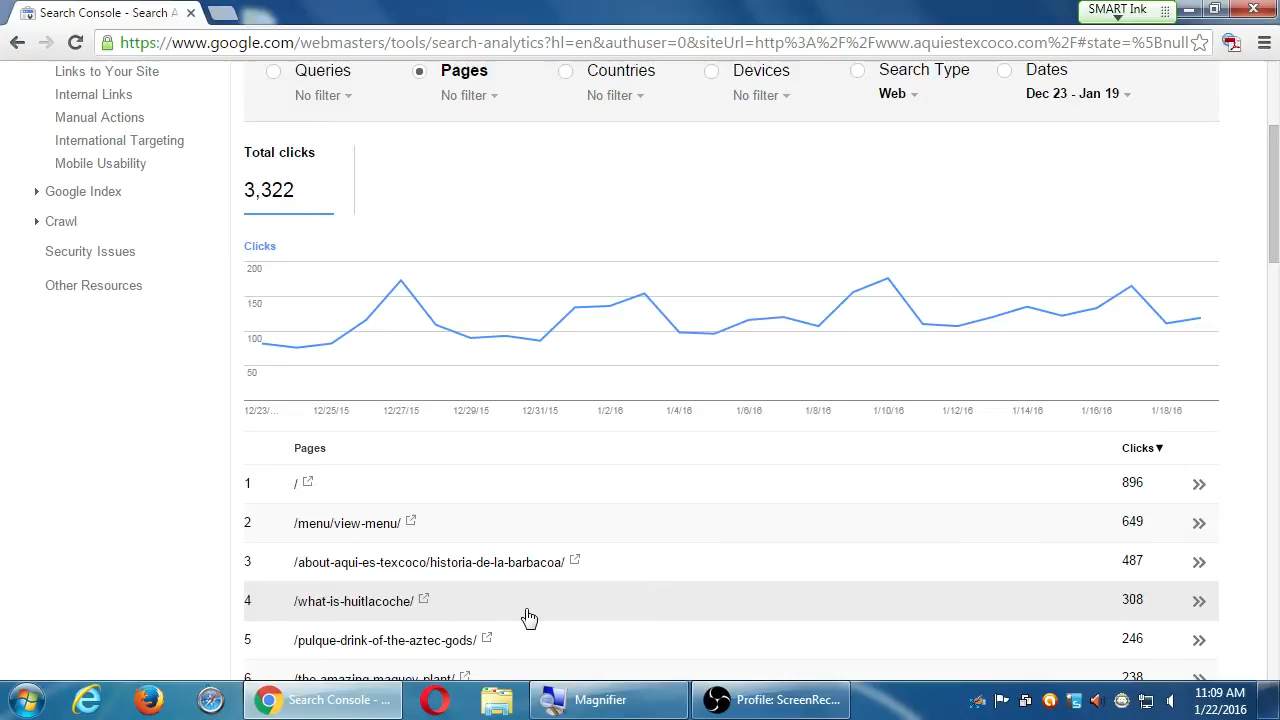 Search Console - Search A
SMART Ink
https://www.google.com/webmasters/tools/search-analytics?hl=en&authuser=0&siteUrl=http%3A%2F%2Fwww.aquiestexcoco.com%2F#state=%5Bnull
Links to Your Site
Internal Links
Manual Actions
International Targeting
Mobile Usability
Google Index
Crawl
Security Issues
Other Resources
Queries Pages Countries Devices Search Type Dates
No filter No filter No filter No filter Web Dec 23 - Jan 19
Total clicks
3,322
Clicks
200
150
100
50
12/23/... 12/25/15 12/27/15 12/29/15 12/31/15 1/2/16 1/4/16 1/6/16 1/8/16 1/10/16 1/12/16 1/14/16 1/16/16 1/18/16
Pages Clicks▼
1 / 896
2 /menu/view-menu/ 649
3 /about-aqui-es-texcoco/historia-de-la-barbacoa/ 487
4 /what-is-huitlacoche/ 308
5 /pulque-drink-of-the-aztec-gods/ 246
6 /the-amazing-maguey-plant/ 238
Search Console - ... Magnifier Profile: ScreenRec...
11:09 AM
1/22/2016